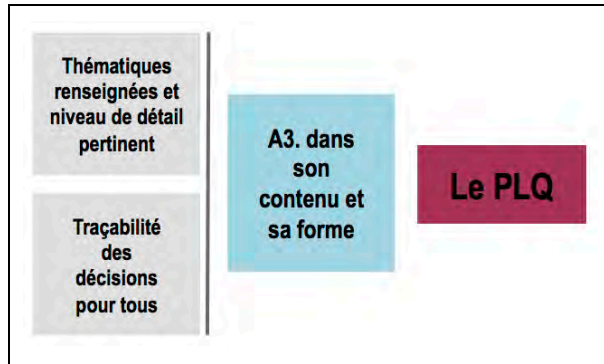 Thématiques
renseignées et
niveau de détail
pertinent
Traçabilité
des
décisions
pour tous
A3. dans
son
contenu et
sa forme
Le PLQ